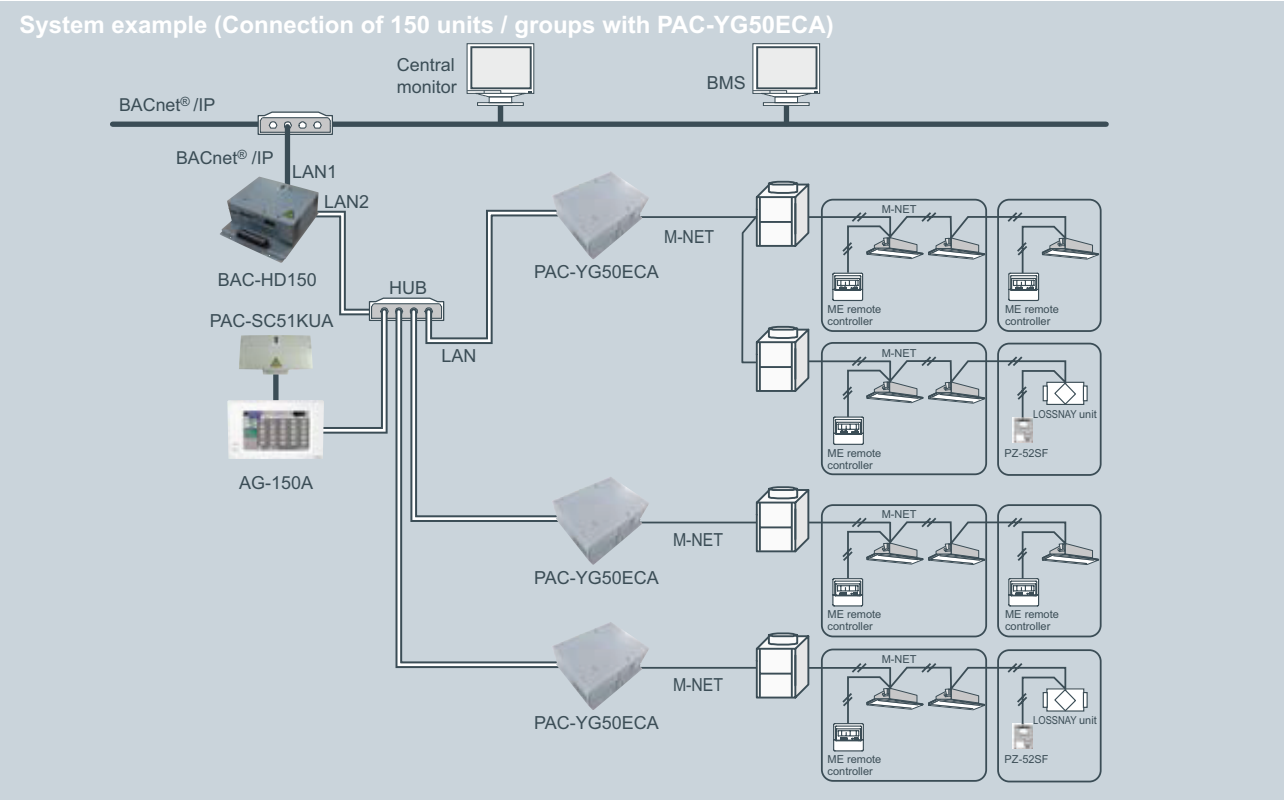 System example (Connection of 150 units / groups with PAC-YG50ECA)
Central
monitor
BMS
BACnet® /IP
BACnet® /IP
LAN1
LAN2
BAC-HD150
PAC-YG50ECA
M-NET
M-NET
ME remote
controller
ME remote
controller
HUB
PAC-SC51KUA
LAN
M-NET
ME remote
controller
LOSSNAY unit
PZ-52SF
AG-150A
PAC-YG50ECA
M-NET
M-NET
ME remote
controller
ME remote
controller
PAC-YG50ECA
M-NET
M-NET
ME remote
controller
LOSSNAY unit
PZ-52SF